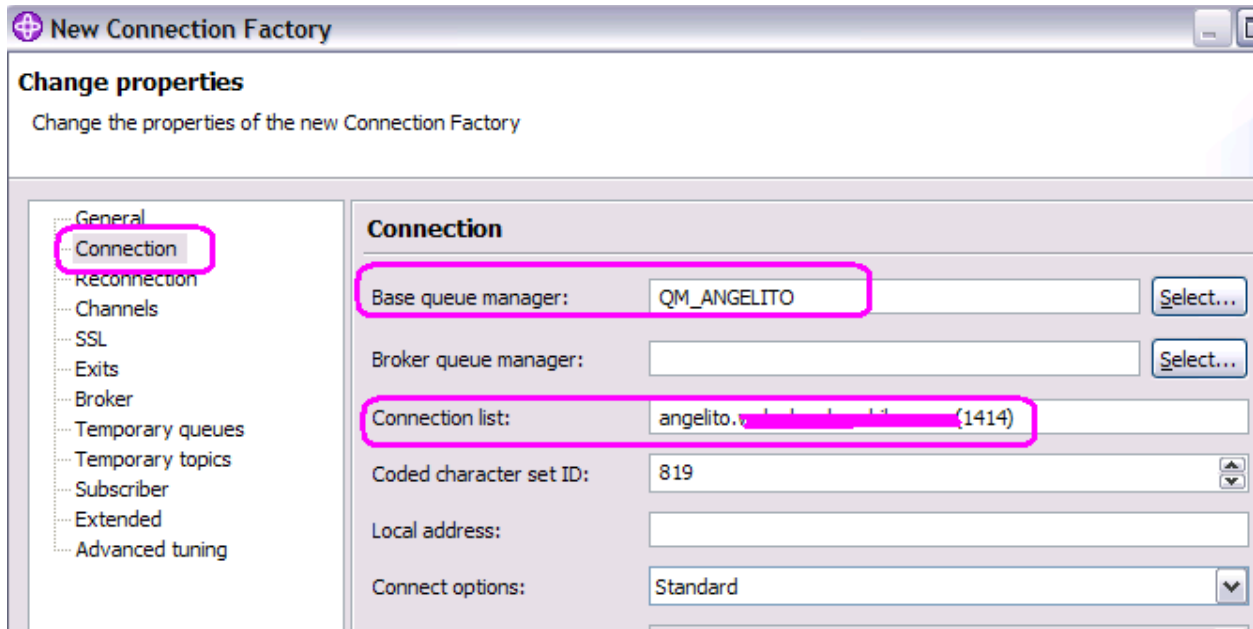 New Connection Factory
Change properties
Change the properties of the new Connection Factory
General
Connection
Reconnection
Channels
SSL
Exits
Broker
Temporary queues
Temporary topics
Subscriber
Extended
Advanced tuning
Connection
Base queue manager: QM_ANGELITO Select...
Broker queue manager: Select...
Connection list: angelito. (1414)
Coded character set ID: 819
Local address:
Connect options: Standard